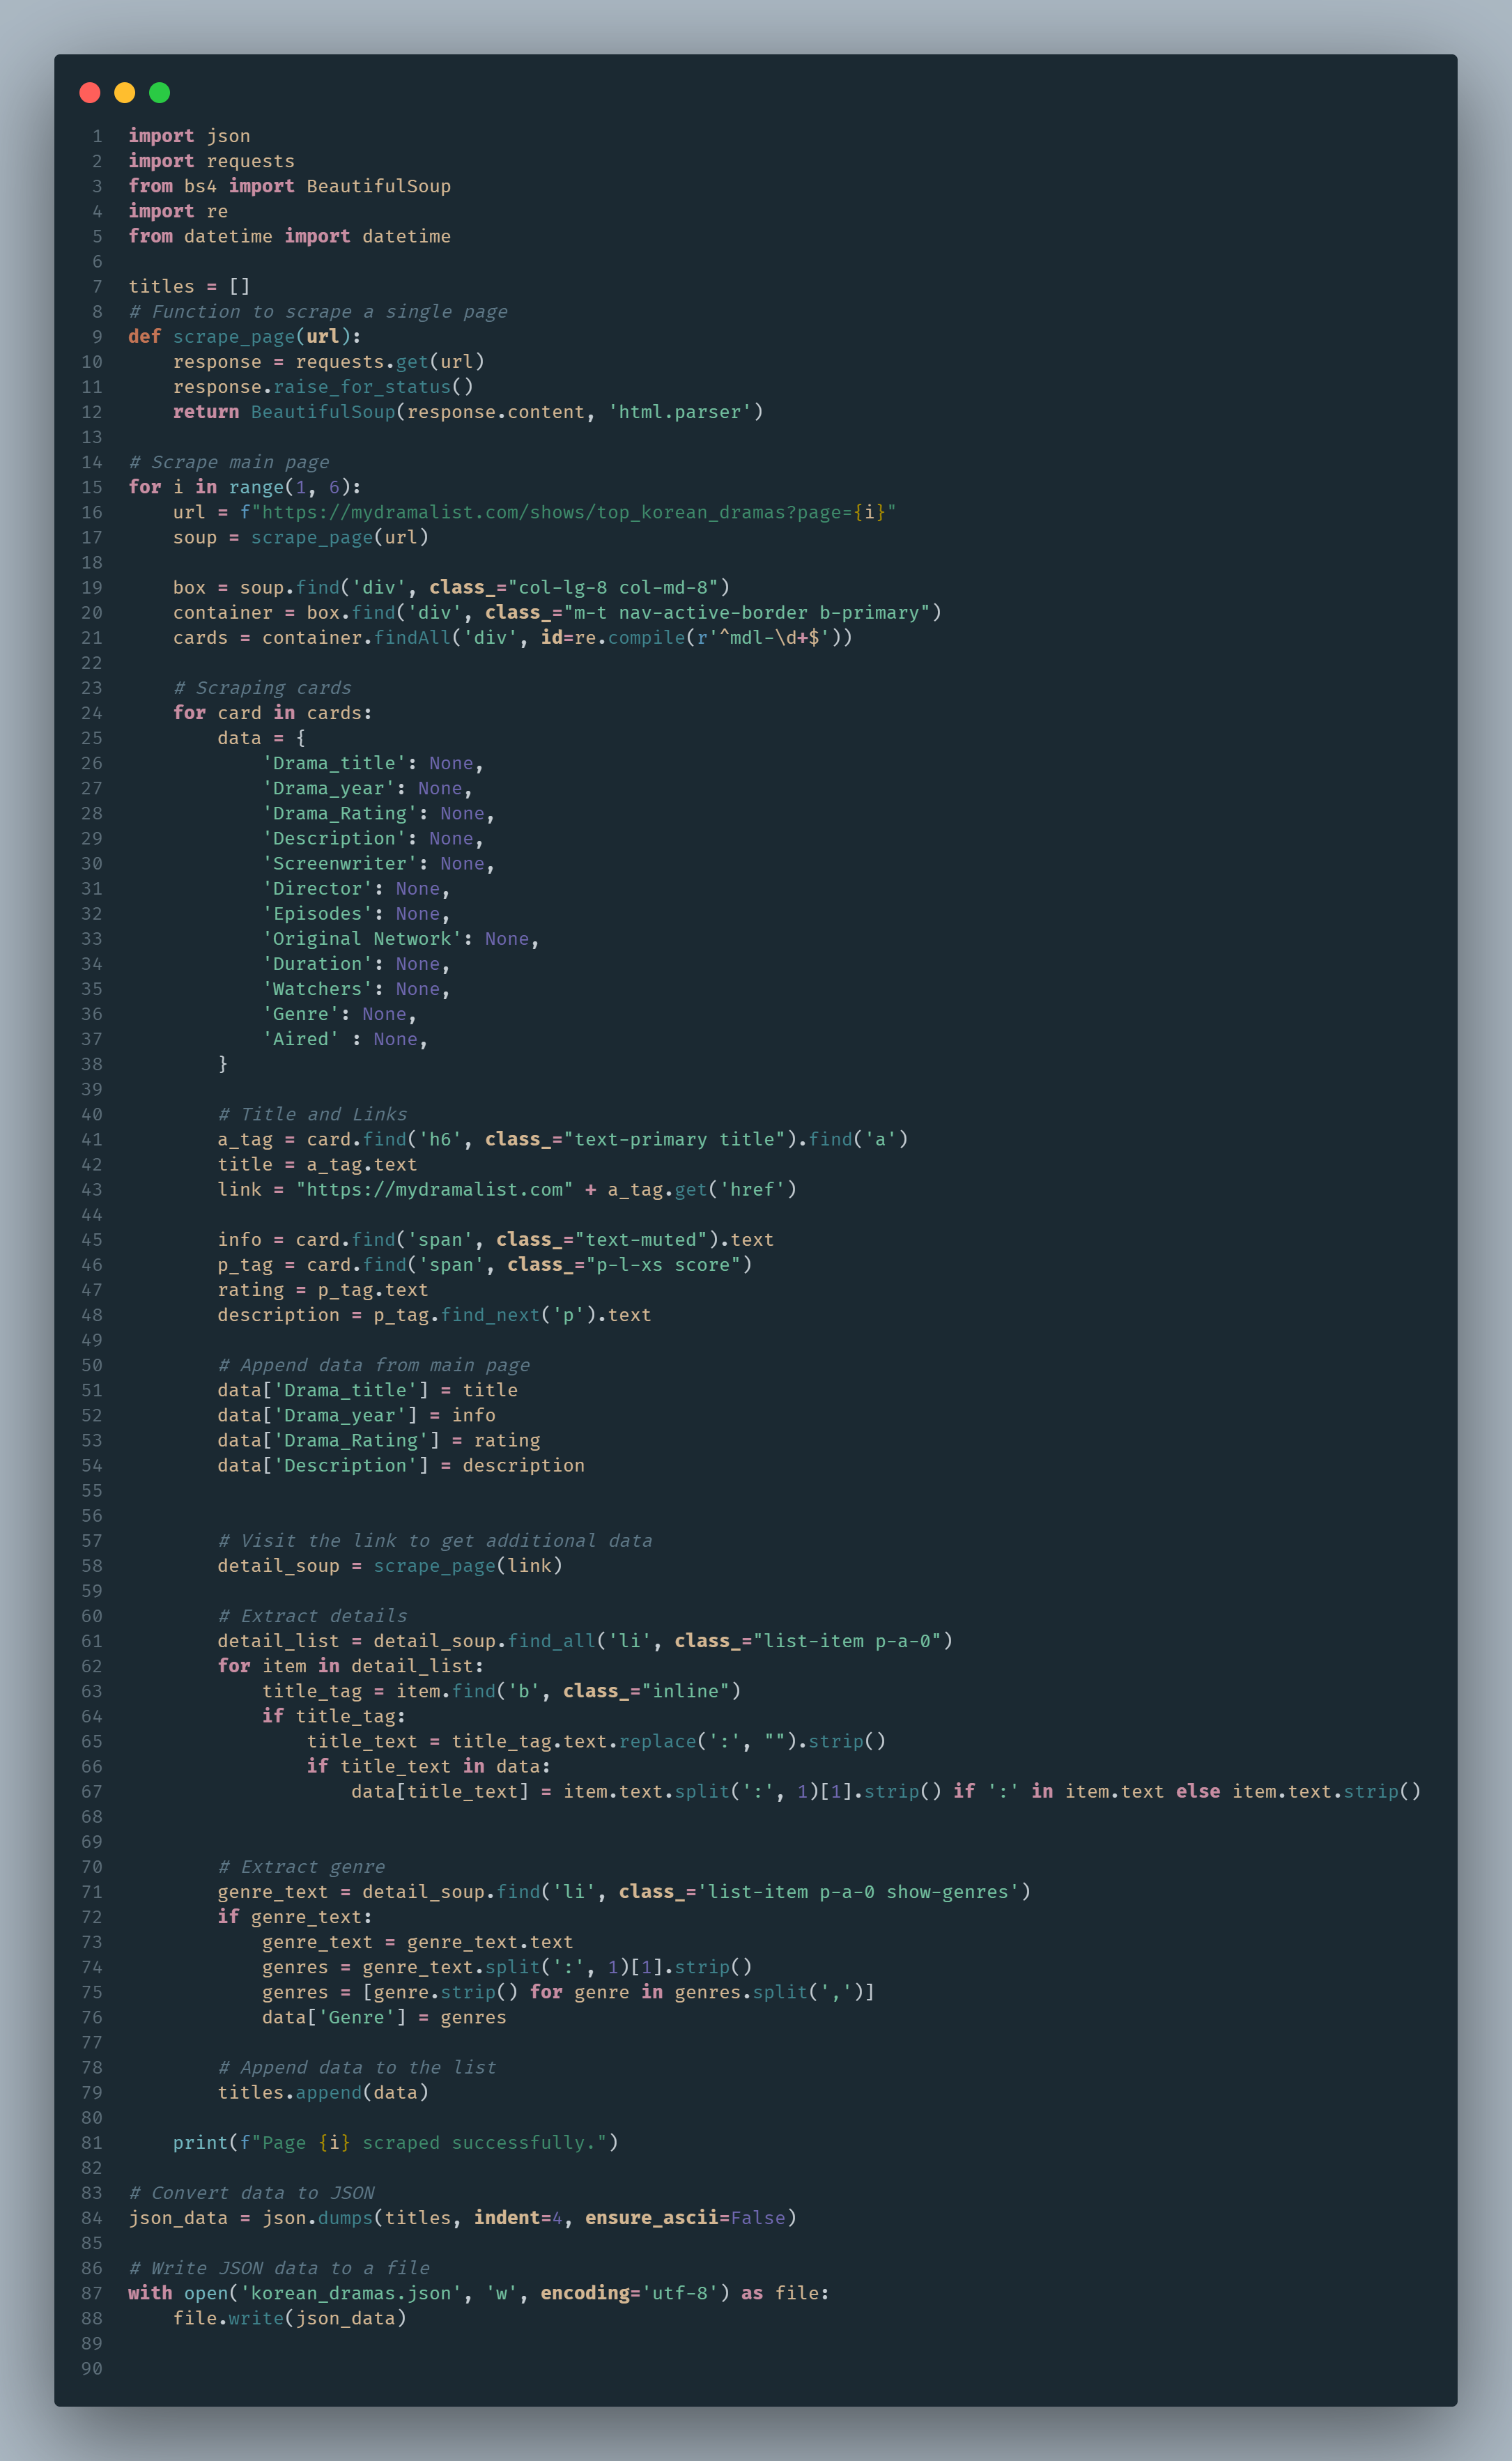 1 import json
2 import requests
3 from bs4 import BeautifulSoup
4 import re
5 from datetime import datetime
6
7 titles = []
8 # Function to scrape a single page
9 def scrape_page(url):
10     response = requests.get(url)
11     response.raise_for_status()
12     return BeautifulSoup(response.content, 'html.parser')
13
14 # Scrape main page
15 for i in range(1, 6):
16     url = f"https://mydramalist.com/shows/top_korean_dramas?page={i}"
17     soup = scrape_page(url)
18
19     box = soup.find('div', class_="col-lg-8 col-md-8")
20     container = box.find('div', class_="m-t nav-active-border b-primary")
21     cards = container.findAll('div', id=re.compile(r'^mdl-\d+$'))
22
23     # Scraping cards
24     for card in cards:
25         data = {
26             'Drama_title': None,
27             'Drama_year': None,
28             'Drama_Rating': None,
29             'Description': None,
30             'Screenwriter': None,
31             'Director': None,
32             'Episodes': None,
33             'Original Network': None,
34             'Duration': None,
35             'Watchers': None,
36             'Genre': None,
37             'Aired' : None,
38         }
39
40         # Title and Links
41         a_tag = card.find('h6', class_="text-primary title").find('a')
42         title = a_tag.text
43         link = "https://mydramalist.com" + a_tag.get('href')
44
45         info = card.find('span', class_="text-muted").text
46         p_tag = card.find('span', class_="p-l-xs score")
47         rating = p_tag.text
48         description = p_tag.find_next('p').text
49
50         # Append data from main page
51         data['Drama_title'] = title
52         data['Drama_year'] = info
53         data['Drama_Rating'] = rating
54         data['Description'] = description
55
56
57         # Visit the link to get additional data
58         detail_soup = scrape_page(link)
59
60         # Extract details
61         detail_list = detail_soup.find_all('li', class_="list-item p-a-0")
62         for item in detail_list:
63             title_tag = item.find('b', class_="inline")
64             if title_tag:
65                 title_text = title_tag.text.replace(':', "").strip()
66                 if title_text in data:
67                     data[title_text] = item.text.split(':', 1)[1].strip() if ':' in item.text else item.text.strip()
68
69
70         # Extract genre
71         genre_text = detail_soup.find('li', class_='list-item p-a-0 show-genres')
72         if genre_text:
73             genre_text = genre_text.text
74             genres = genre_text.split(':', 1)[1].strip()
75             genres = [genre.strip() for genre in genres.split(',')]
76             data['Genre'] = genres
77
78         # Append data to the list
79         titles.append(data)
80
81     print(f"Page {i} scraped successfully.")
82
83 # Convert data to JSON
84 json_data = json.dumps(titles, indent=4, ensure_ascii=False)
85
86 # Write JSON data to a file
87 with open('korean_dramas.json', 'w', encoding='utf-8') as file:
88     file.write(json_data)
89
90